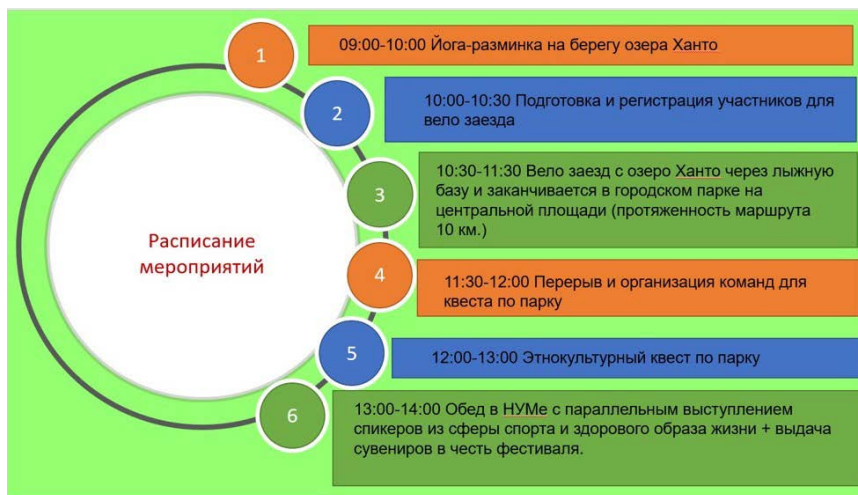 Расписание
мероприятий
1
09:00-10:00 Йога-разминка на берегу озера Ханто
2
10:00-10:30 Подготовка и регистрация участников для
вело заезда
3
10:30-11:30 Вело заезд с озеро Ханто через лыжную
базу и заканчивается в городском парке на
центральной площади (протяженность маршрута
10 км.)
4
11:30-12:00 Перерыв и организация команд для
квеста по парку
5
12:00-13:00 Этнокультурный квест по парку
6
13:00-14:00 Обед в НУМе с параллельным выступлением
спикеров из сферы спорта и здорового образа жизни + выдача
сувениров в честь фестиваля.